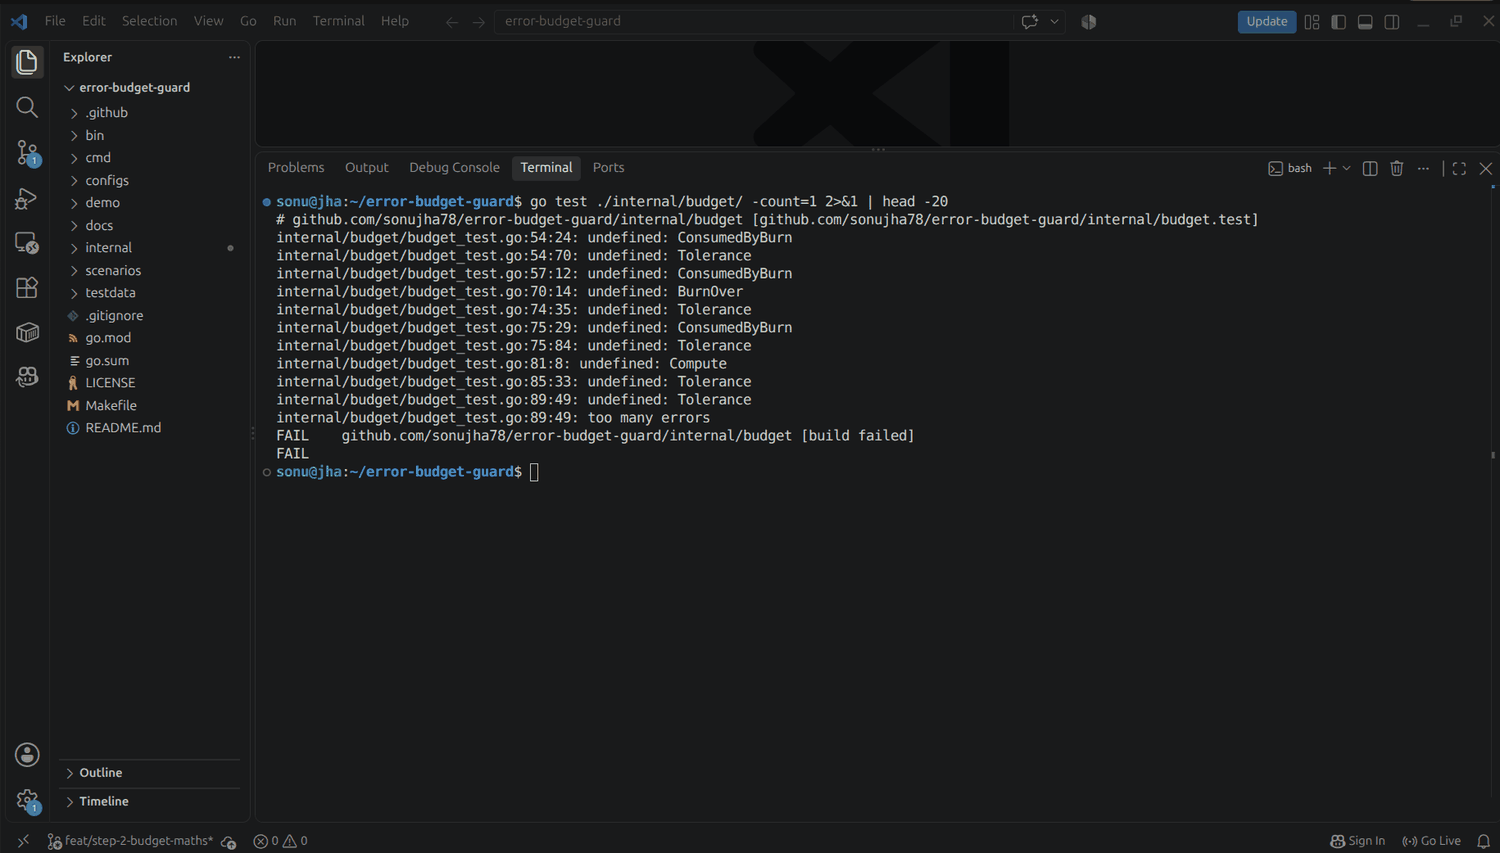 File Edit Selection View Go Run Terminal Help error-budget-guard Update
Explorer
error-budget-guard
.github
bin
cmd
configs
demo
docs
internal
scenarios
testdata
.gitignore
go.mod
go.sum
LICENSE
Makefile
README.md
Outline
Timeline
Problems Output Debug Console Terminal Ports bash
sonu@jha:~/error-budget-guard$ go test ./internal/budget/ -count=1 2>&1 | head -20
# github.com/sonujha78/error-budget-guard/internal/budget [github.com/sonujha78/error-budget-guard/internal/budget.test]
internal/budget/budget_test.go:54:24: undefined: ConsumedByBurn
internal/budget/budget_test.go:54:70: undefined: Tolerance
internal/budget/budget_test.go:57:12: undefined: ConsumedByBurn
internal/budget/budget_test.go:70:14: undefined: BurnOver
internal/budget/budget_test.go:74:35: undefined: Tolerance
internal/budget/budget_test.go:75:29: undefined: ConsumedByBurn
internal/budget/budget_test.go:75:84: undefined: Tolerance
internal/budget/budget_test.go:81:8: undefined: Compute
internal/budget/budget_test.go:85:33: undefined: Tolerance
internal/budget/budget_test.go:89:49: undefined: Tolerance
internal/budget/budget_test.go:89:49: too many errors
FAIL    github.com/sonujha78/error-budget-guard/internal/budget [build failed]
FAIL
sonu@jha:~/error-budget-guard$
1
1
feat/step-2-budget-maths* 0 0 Sign In Go Live